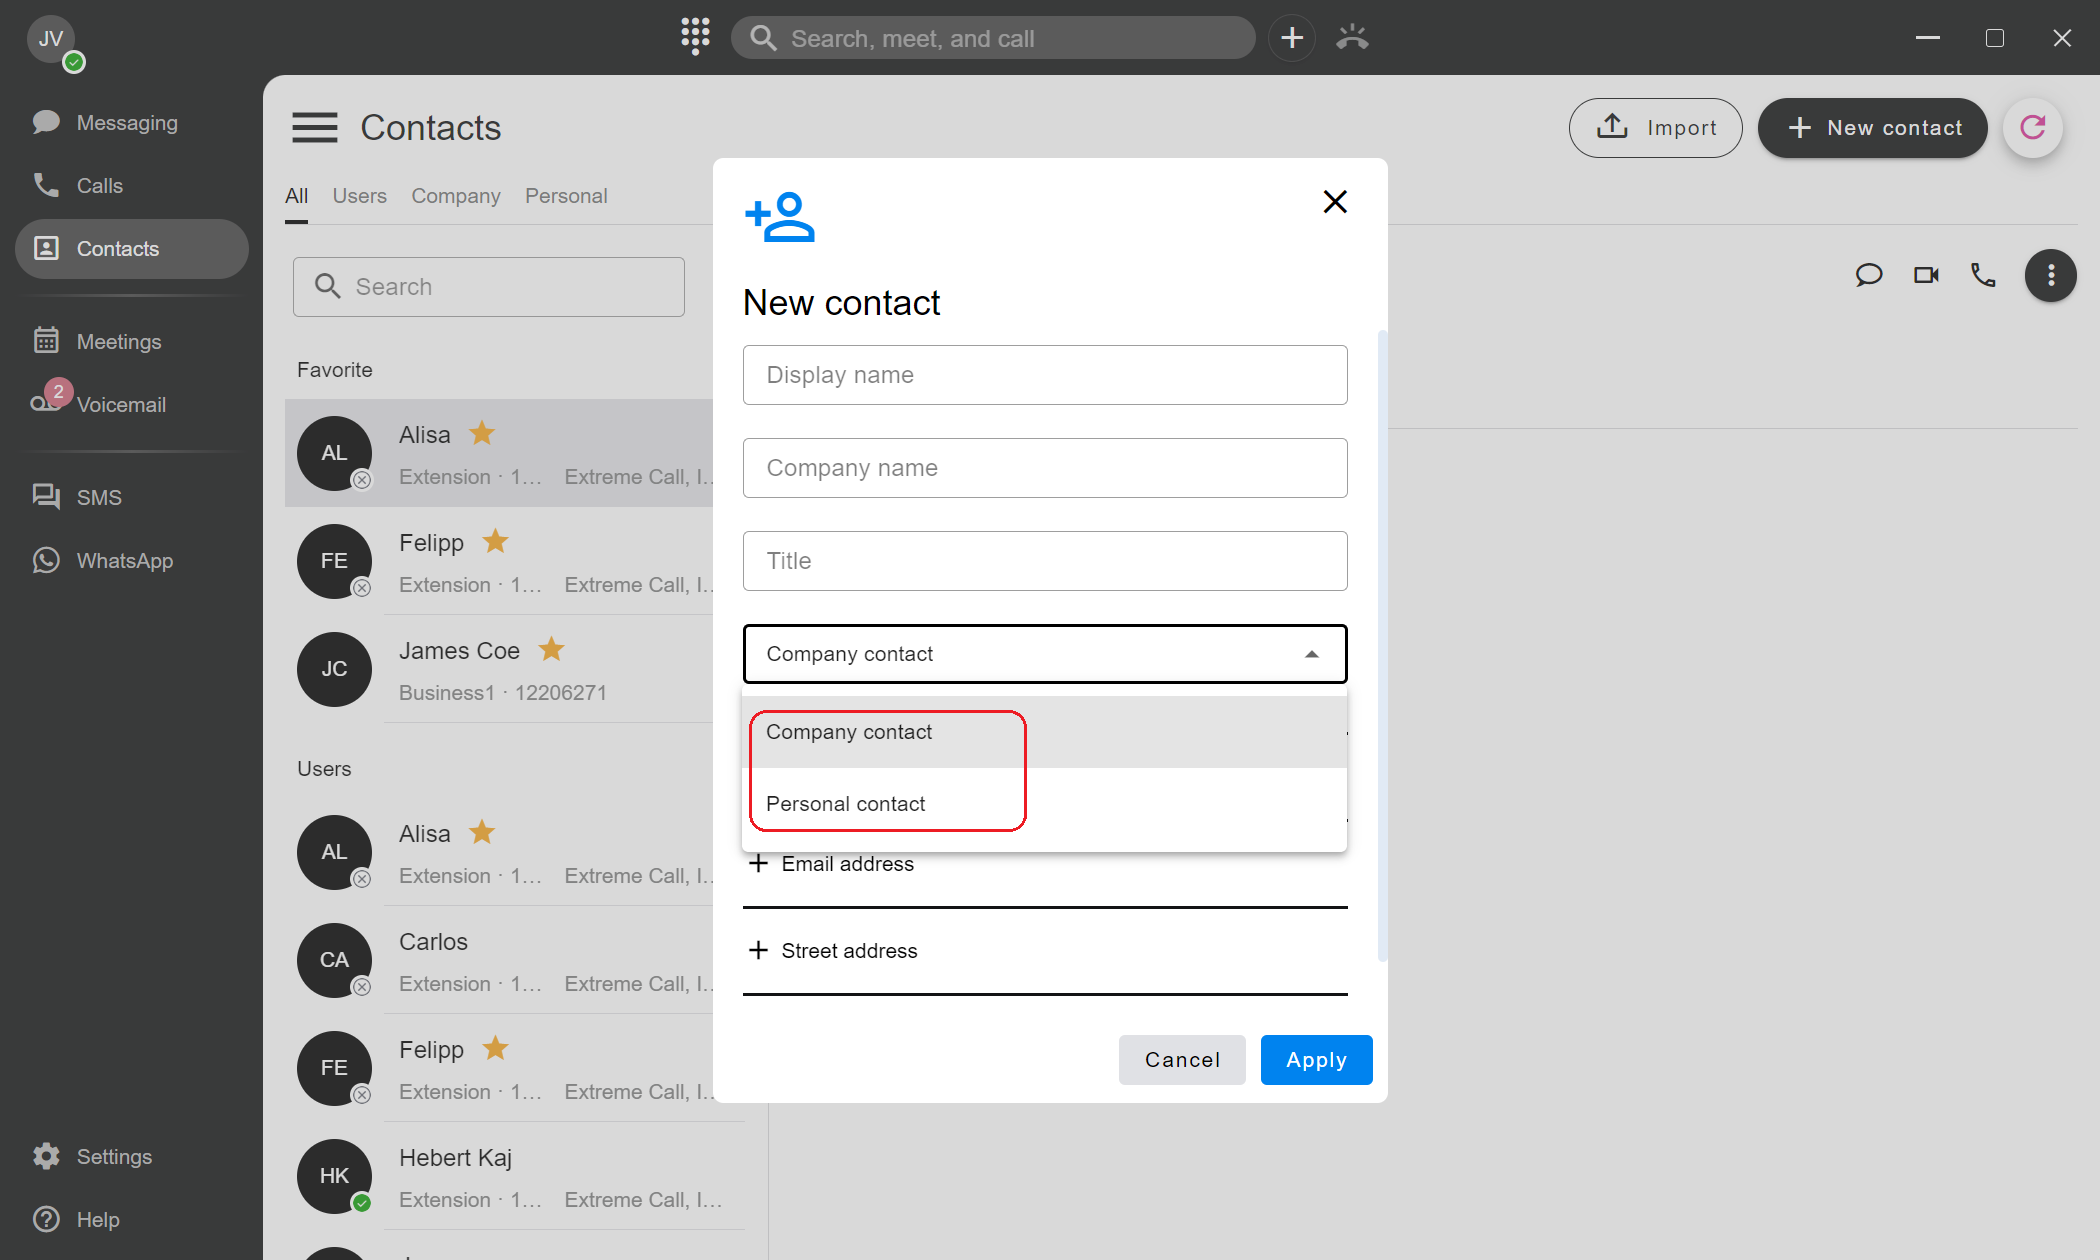 JV
Search, meet, and call
Messaging
Calls
Contacts
Meetings
2
Voicemail
SMS
WhatsApp
Settings
Help
Contacts
Import
New contact
All Users Company Personal
Search
Favorite
AL
Alisa
Extension · 1... Extreme Call, I...
FE
Felipp
Extension · 1... Extreme Call, I...
JC
James Coe
Business1 · 12206271
Users
AL
Alisa
Extension · 1... Extreme Call, I...
CA
Carlos
Extension · 1... Extreme Call, I...
FE
Felipp
Extension · 1... Extreme Call, I...
HK
Hebert Kaj
Extension · 1... Extreme Call, I...
New contact
Display name
Company name
Title
Company contact
Company contact
Personal contact
Email address
Street address
Cancel Apply